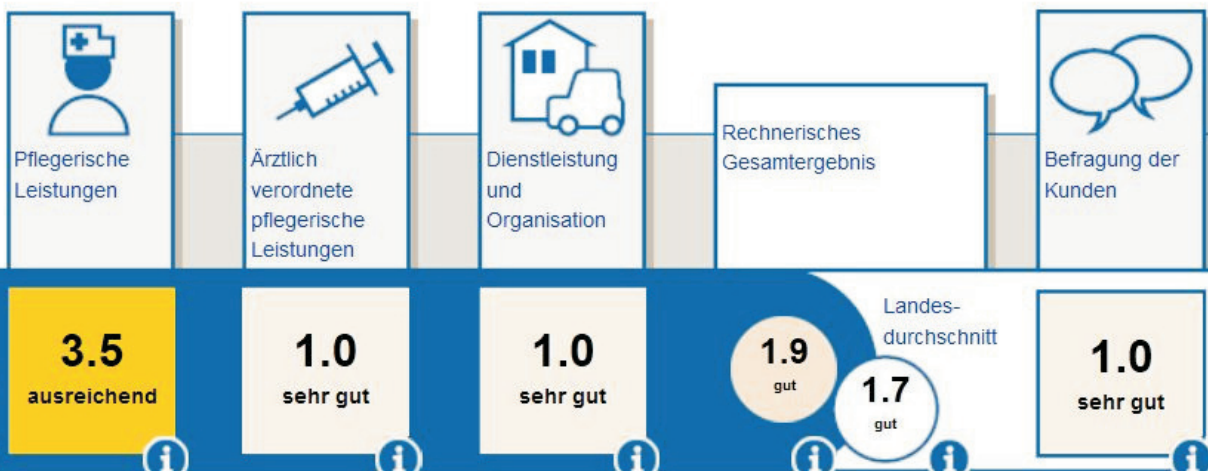 Pflegerische
Leistungen
Ärztlich
verordnete
pflegerische
Leistungen
Dienstleistung
und
Organisation
Rechnerisches
Gesamtergebnis
Befragung der
Kunden
3.5
ausreichend
1.0
sehr gut
1.0
sehr gut
1.9
gut
Landes-
durchschnitt
1.7
gut
1.0
sehr gut